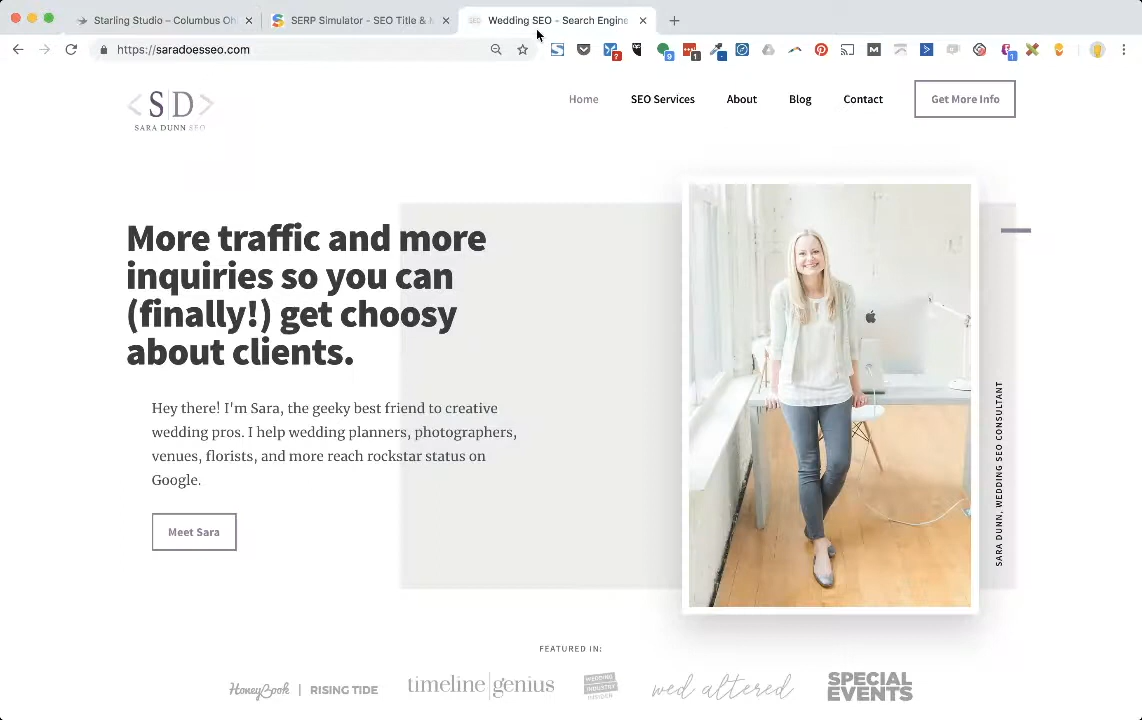 Starling Studio – Columbus Oh
SERP Simulator - SEO Title & M
Wedding SEO - Search Engine
https://saradoesseo.com
S|D
SARA DUNN SEO
Home
SEO Services
About
Blog
Contact
Get More Info
More traffic and more
inquiries so you can
(finally!) get choosy
about clients.
Hey there! I'm Sara, the geeky best friend to creative
wedding pros. I help wedding planners, photographers,
venues, florists, and more reach rockstar status on
Google.
Meet Sara
SARA DUNN, WEDDING SEO CONSULTANT
FEATURED IN:
HoneyBook | RISING TIDE
timeline|genius
WEDDING
INDUSTRY
INSIDER
wed altered
SPECIAL
EVENTS